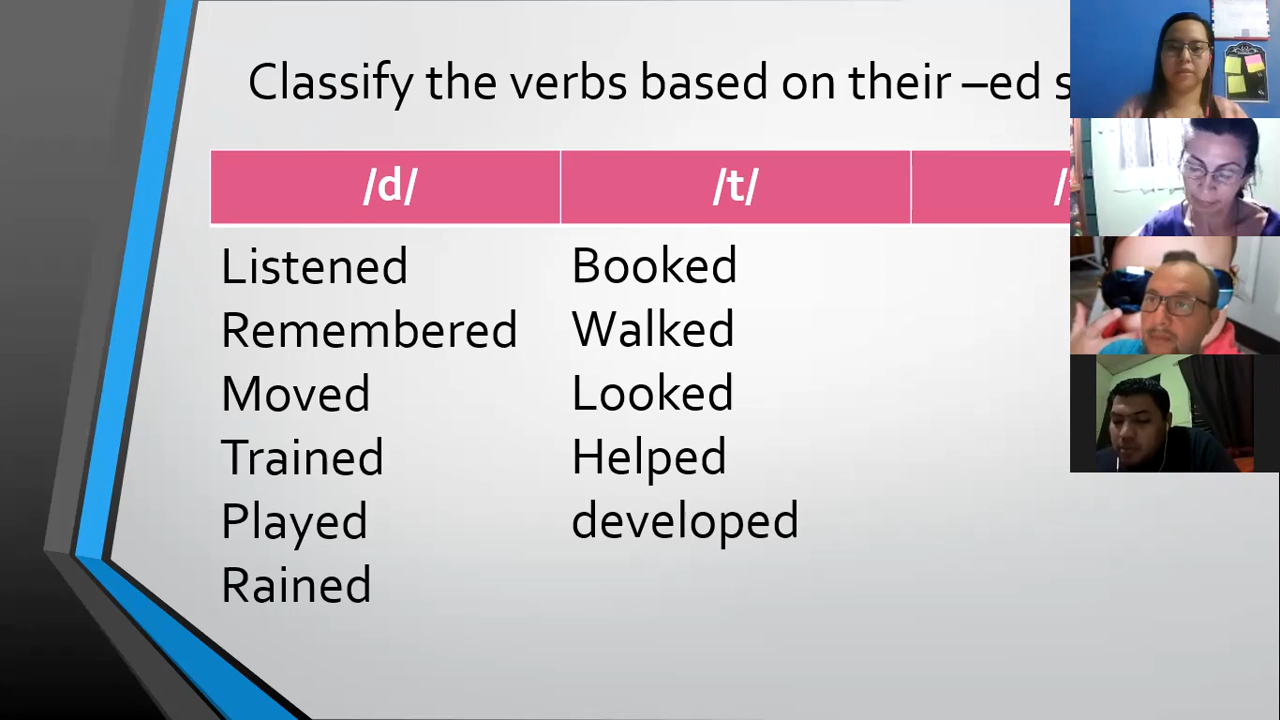 Classify the verbs based on their –ed s
/d/ /t/ /
Listened Booked
Remembered Walked
Moved Looked
Trained Helped
Played developed
Rained